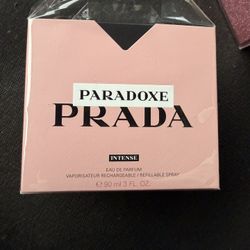 PARADOXE
PRADA
INTENSE
EAU DE PARFUM
VAPORISATEUR RECHARGEABLE / REFILLABLE SPRAY
℮ 90 ml 3 FL. OZ.